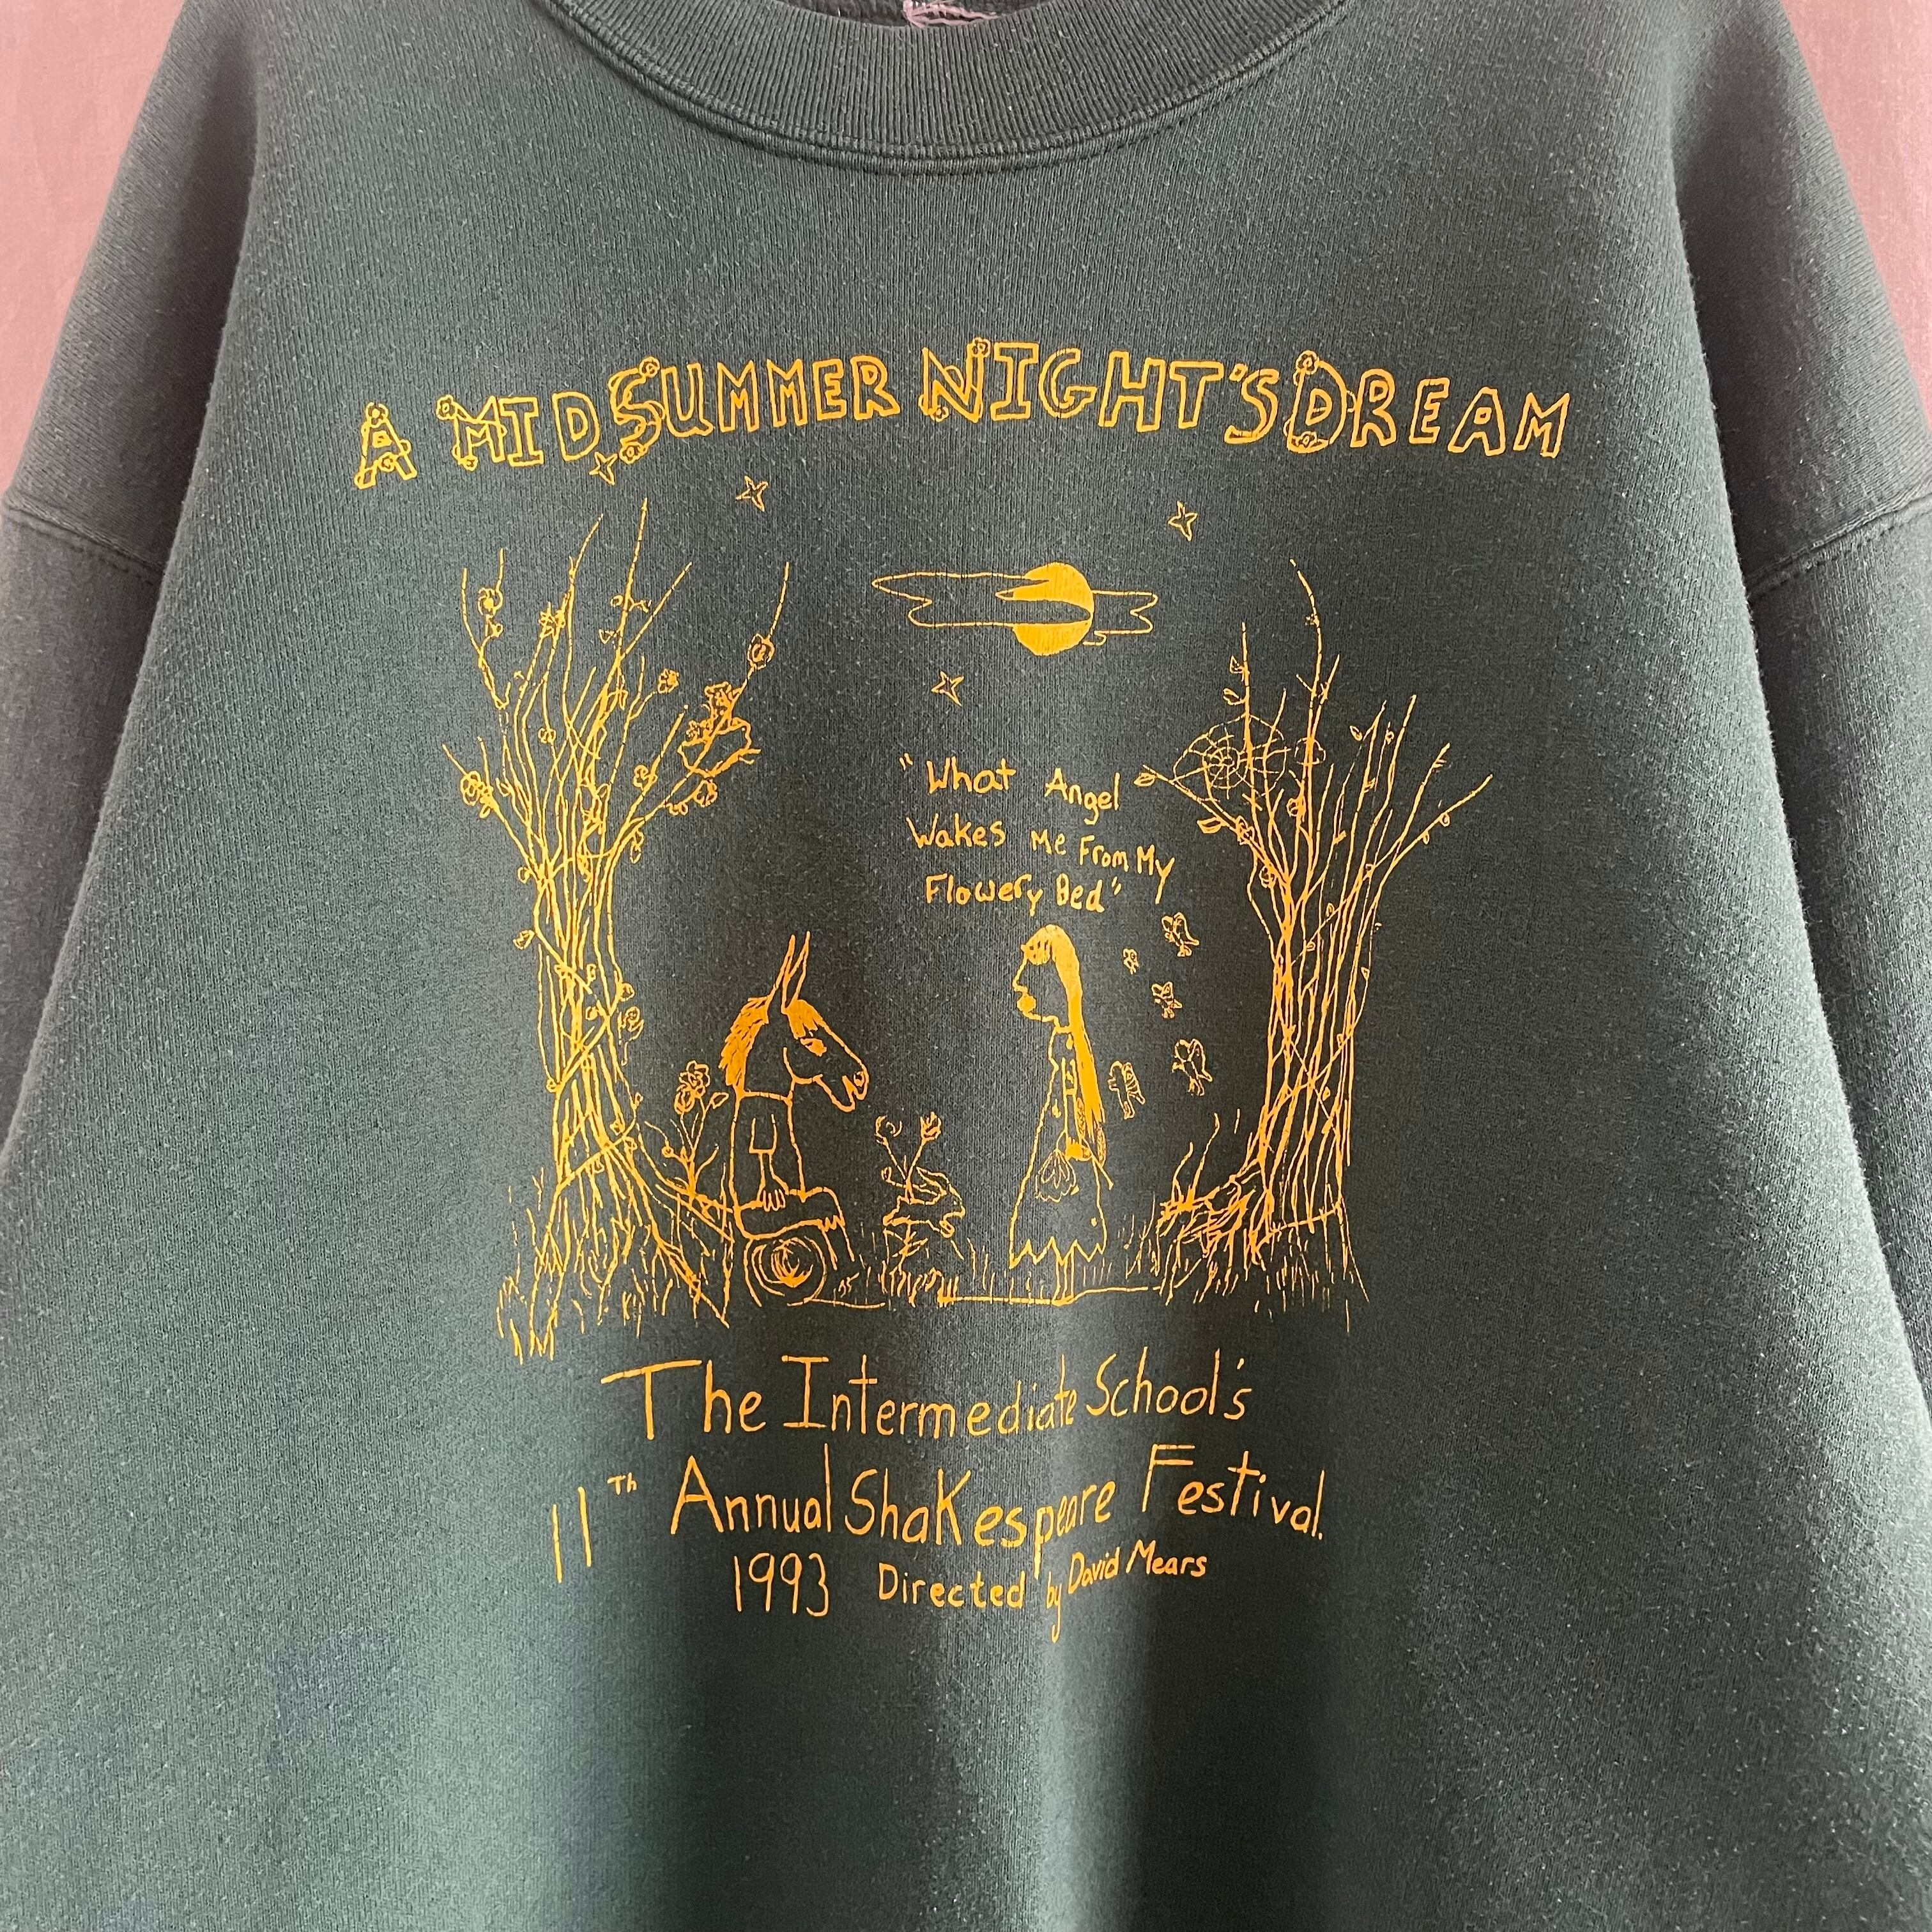 A MIDSUMMER NIGHT'S DREAM
"What Angel
Wakes Me From My
Flowery Bed"
The Intermediate School's
11Th Annual ShaKespeare Festival.
1993 Directed by David Mears